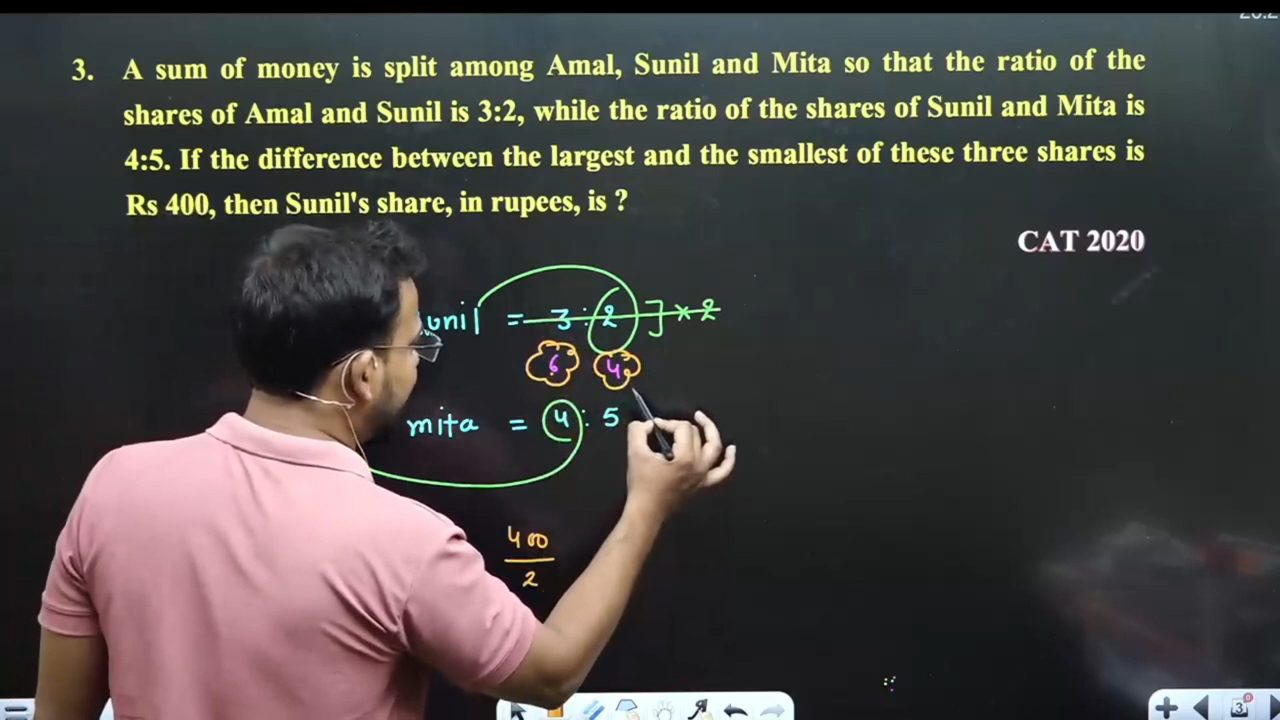 3. A sum of money is split among Amal, Sunil and Mita so that the ratio of the
shares of Amal and Sunil is 3:2, while the ratio of the shares of Sunil and Mita is
4:5. If the difference between the largest and the smallest of these three shares is
Rs 400, then Sunil's share, in rupees, is ?
CAT 2020
unil = 3 : 2 ] × 2
6 4
mita = 4 : 5
400
2
3